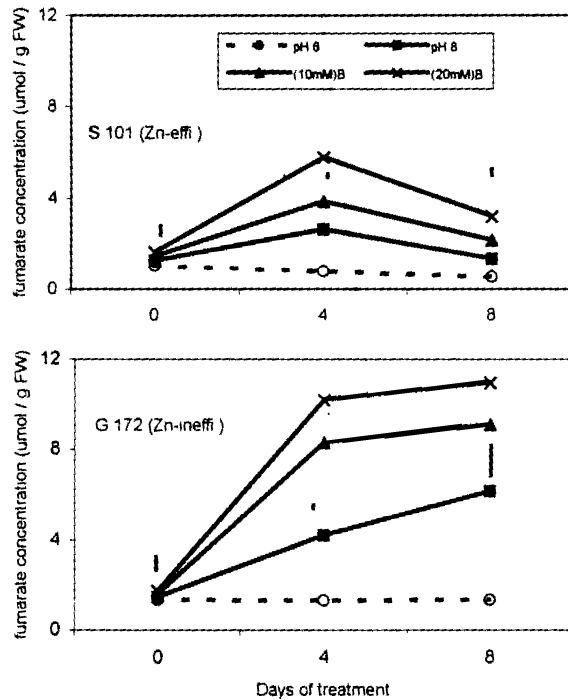 12
8
4
0
fumarate concentration (umol / g FW)
pH 6
pH 8
(10mM)B
(20mM)B
S 101 (Zn-effi )
0
4
8
12
8
4
0
fumarate concentration (umol / g FW)
G 172 (Zn-ineffi )
0
4
8
Days of treatment